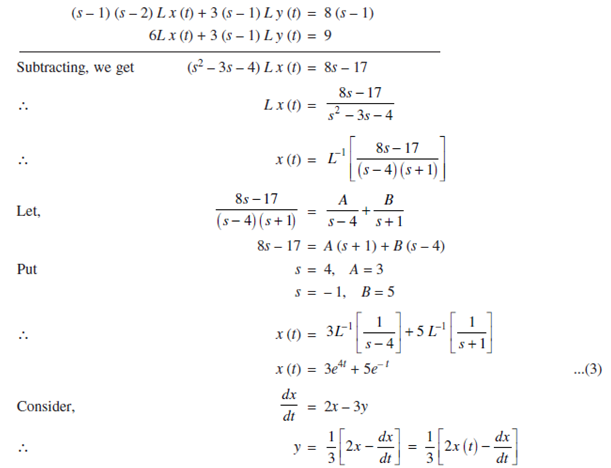 (s – 1) (s – 2) L x (t) + 3 (s – 1) L y (t) = 8 (s – 1)
6L x (t) + 3 (s – 1) L y (t) = 9
Subtracting, we get (s² – 3s – 4) L x (t) = 8s – 17
∴ L x (t) = (8s – 17)/(s² – 3s – 4)
∴ x (t) = L⁻¹[(8s – 17)/((s – 4)(s + 1))]
Let, (8s – 17)/((s – 4)(s + 1)) = A/(s – 4) + B/(s + 1)
8s – 17 = A (s + 1) + B (s – 4)
Put s = 4, A = 3
s = – 1, B = 5
∴ x (t) = 3L⁻¹[1/(s – 4)] + 5 L⁻¹[1/(s + 1)]
x (t) = 3e⁴ᵗ + 5e⁻ᵗ ...(3)
Consider, dx/dt = 2x – 3y
∴ y = 1/3[2x – dx/dt] = 1/3[2x (t) – dx/dt]